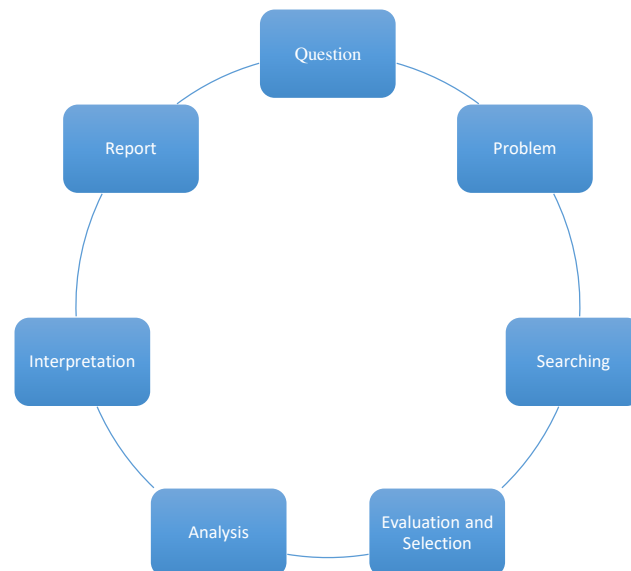 Question
Problem
Searching
Evaluation and
Selection
Analysis
Interpretation
Report